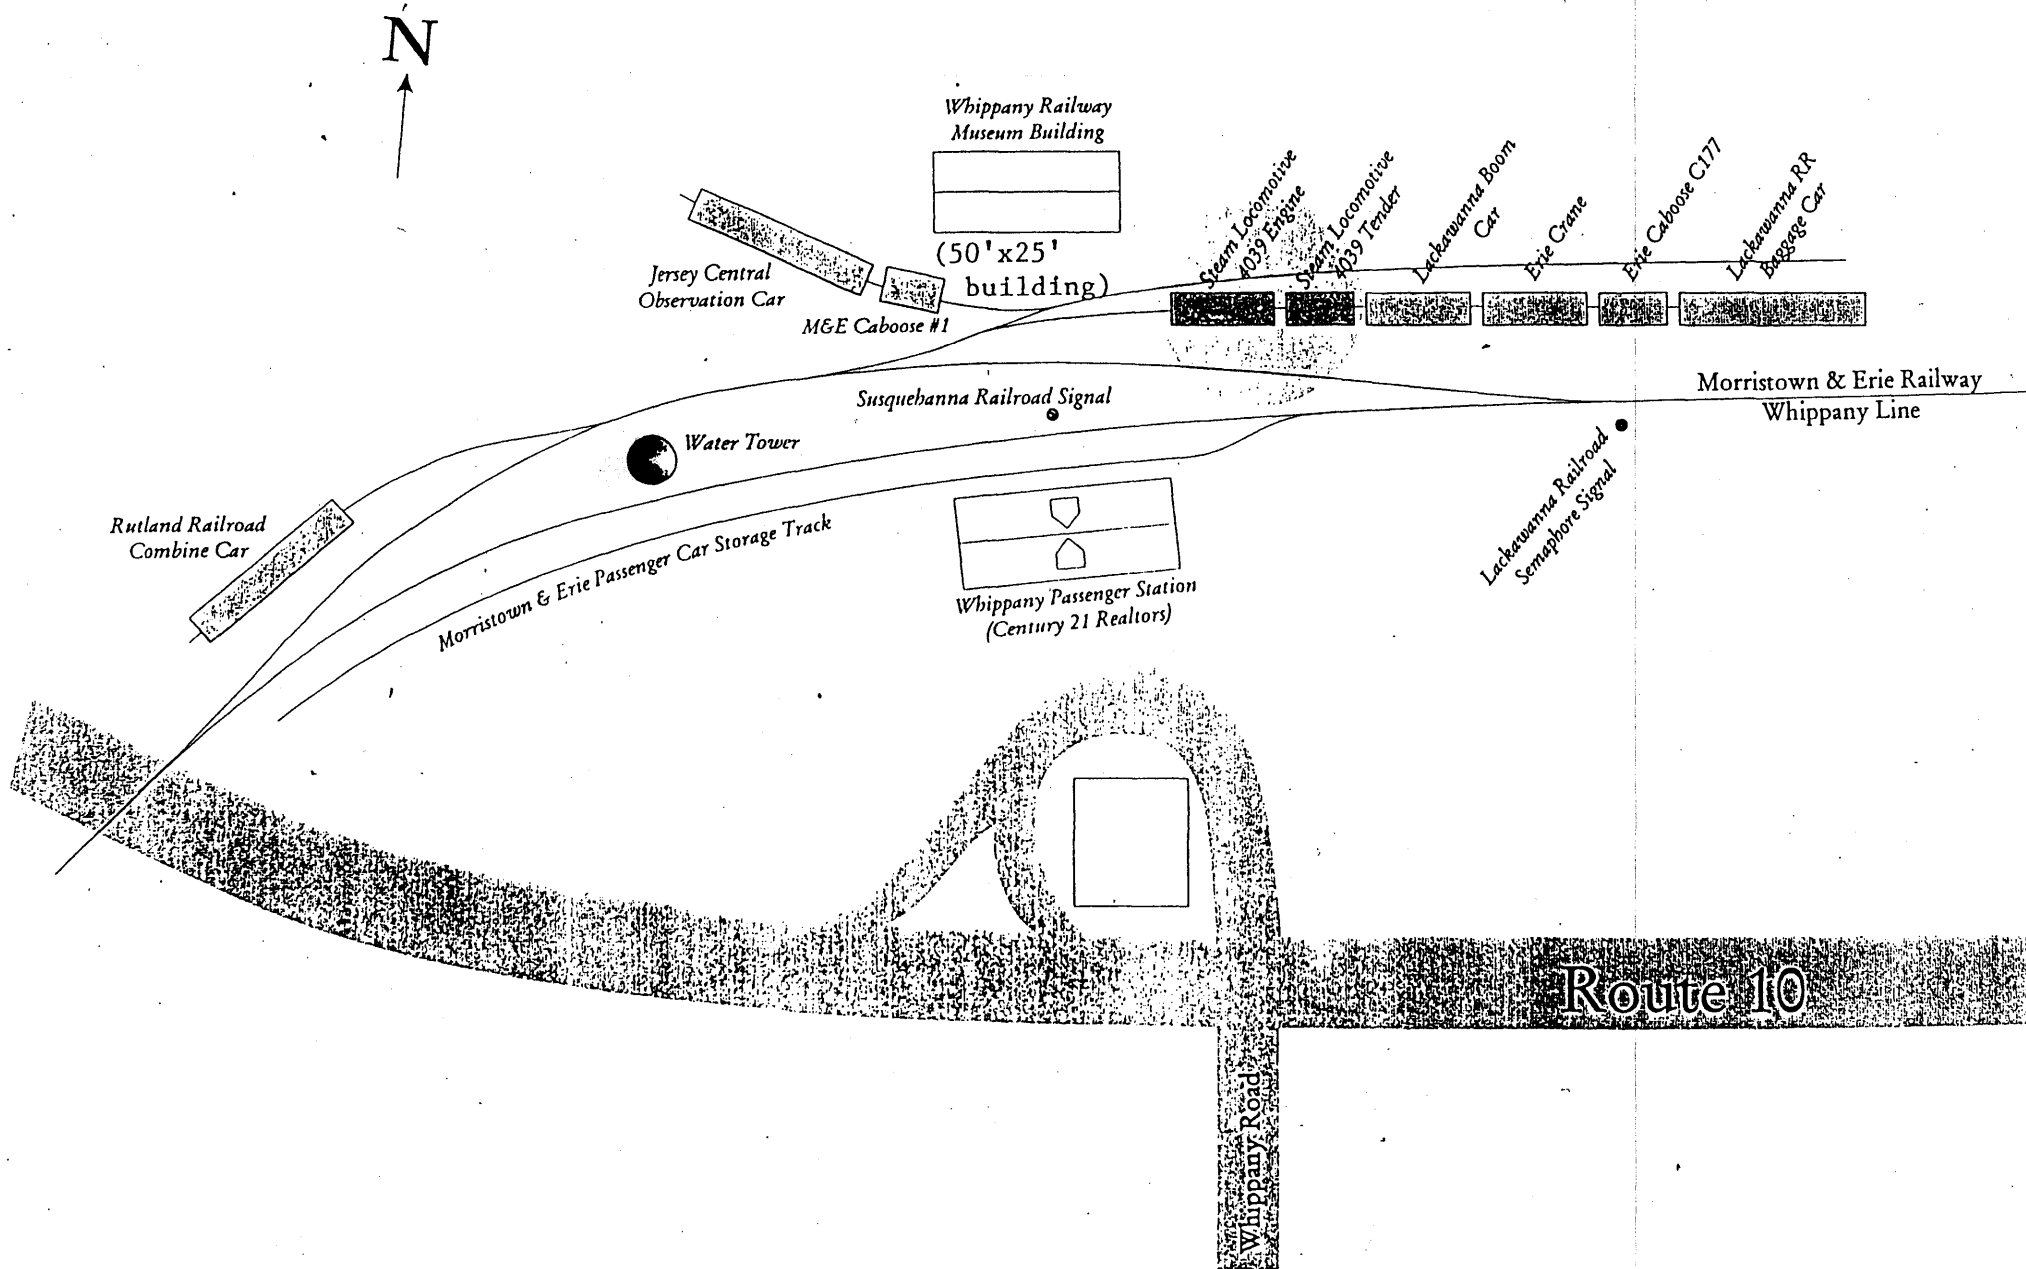 N
Whippany Railway
Museum Building
(50'x25'
building)
Jersey Central
Observation Car
M&E Caboose #1
Steam Locomotive
4039 Engine
Steam Locomotive
4039 Tender
Lackawanna Boom
Car
Erie Crane
Erie Caboose C177
Lackawanna RR
Baggage Car
Morristown & Erie Railway
Whippany Line
Susquehanna Railroad Signal
Water Tower
Lackawanna Railroad
Semaphore Signal
Rutland Railroad
Combine Car
Morristown & Erie Passenger Car Storage Track
Whippany Passenger Station
(Century 21 Realtors)
Route 10
Whippany Road